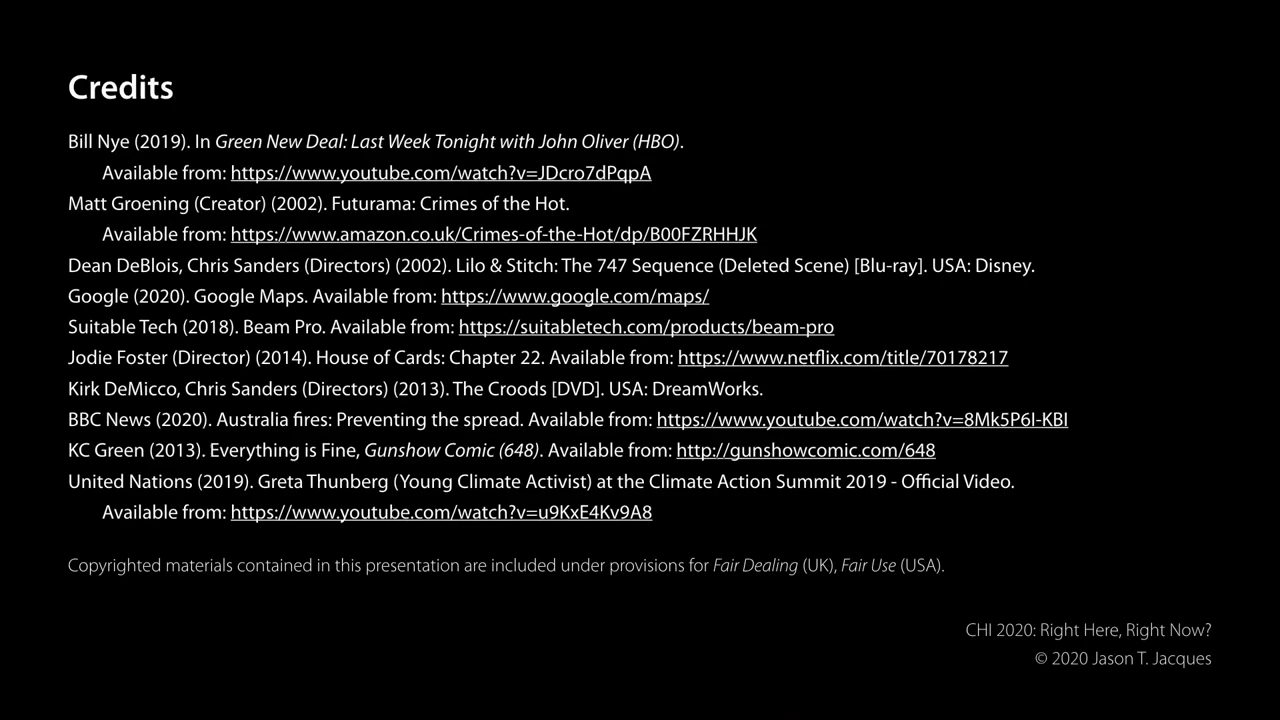 Credits
Bill Nye (2019). In Green New Deal: Last Week Tonight with John Oliver (HBO).
Available from: https://www.youtube.com/watch?v=JDcro7dPqpA
Matt Groening (Creator) (2002). Futurama: Crimes of the Hot.
Available from: https://www.amazon.co.uk/Crimes-of-the-Hot/dp/B00FZRHHJK
Dean DeBlois, Chris Sanders (Directors) (2002). Lilo & Stitch: The 747 Sequence (Deleted Scene) [Blu-ray]. USA: Disney.
Google (2020). Google Maps. Available from: https://www.google.com/maps/
Suitable Tech (2018). Beam Pro. Available from: https://suitabletech.com/products/beam-pro
Jodie Foster (Director) (2014). House of Cards: Chapter 22. Available from: https://www.netflix.com/title/70178217
Kirk DeMicco, Chris Sanders (Directors) (2013). The Croods [DVD]. USA: DreamWorks.
BBC News (2020). Australia fires: Preventing the spread. Available from: https://www.youtube.com/watch?v=8Mk5P6I-KBI
KC Green (2013). Everything is Fine, Gunshow Comic (648). Available from: http://gunshowcomic.com/648
United Nations (2019). Greta Thunberg (Young Climate Activist) at the Climate Action Summit 2019 - Official Video.
Available from: https://www.youtube.com/watch?v=u9KxE4Kv9A8
Copyrighted materials contained in this presentation are included under provisions for Fair Dealing (UK), Fair Use (USA).
CHI 2020: Right Here, Right Now?
© 2020 Jason T. Jacques